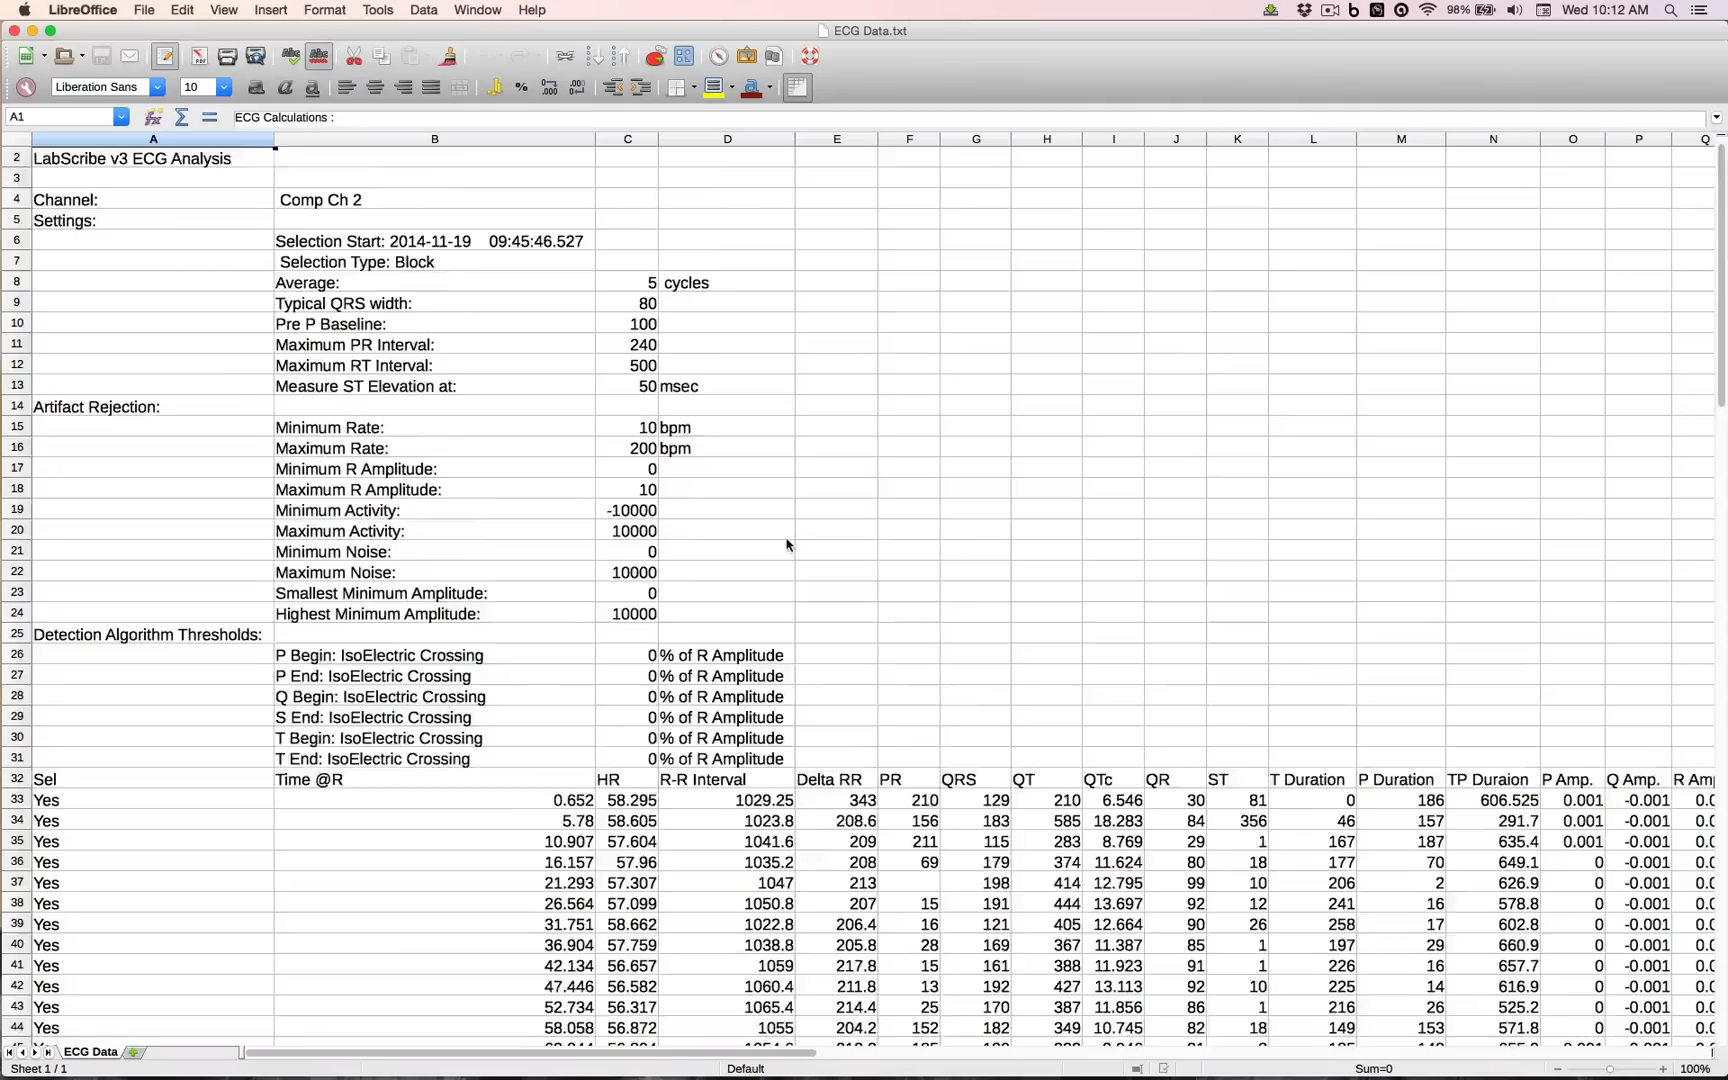 LibreOffice File Edit View Insert Format Tools Data Window Help 98% Wed 10:12 AM
ECG Data.txt
Liberation Sans 10
A1 ECG Calculations :
A B C D E F G H I J K L M N O P Q
2 LabScribe v3 ECG Analysis
3
4 Channel: Comp Ch 2
5 Settings:
6 Selection Start: 2014-11-19 09:45:46.527
7 Selection Type: Block
8 Average: 5 cycles
9 Typical QRS width: 80
10 Pre P Baseline: 100
11 Maximum PR Interval: 240
12 Maximum RT Interval: 500
13 Measure ST Elevation at: 50 msec
14 Artifact Rejection:
15 Minimum Rate: 10 bpm
16 Maximum Rate: 200 bpm
17 Minimum R Amplitude: 0
18 Maximum R Amplitude: 10
19 Minimum Activity: -10000
20 Maximum Activity: 10000
21 Minimum Noise: 0
22 Maximum Noise: 10000
23 Smallest Minimum Amplitude: 0
24 Highest Minimum Amplitude: 10000
25 Detection Algorithm Thresholds:
26 P Begin: IsoElectric Crossing 0 % of R Amplitude
27 P End: IsoElectric Crossing 0 % of R Amplitude
28 Q Begin: IsoElectric Crossing 0 % of R Amplitude
29 S End: IsoElectric Crossing 0 % of R Amplitude
30 T Begin: IsoElectric Crossing 0 % of R Amplitude
31 T End: IsoElectric Crossing 0 % of R Amplitude
32 Sel Time @R HR R-R Interval Delta RR PR QRS QT QTc QR ST T Duration P Duration TP Duraion P Amp. Q Amp. R Am
33 Yes 0.652 58.295 1029.25 343 210 129 210 6.546 30 81 0 186 606.525 0.001 -0.001 0.0
34 Yes 5.78 58.605 1023.8 208.6 156 183 585 18.283 84 356 46 157 291.7 0.001 -0.001 0.0
35 Yes 10.907 57.604 1041.6 209 211 115 283 8.769 29 1 167 187 635.4 0.001 -0.001 0.0
36 Yes 16.157 57.96 1035.2 208 69 179 374 11.624 80 18 177 70 649.1 0 -0.001 0.0
37 Yes 21.293 57.307 1047 213 198 414 12.795 99 10 206 2 626.9 0 -0.001 0.0
38 Yes 26.564 57.099 1050.8 207 15 191 444 13.697 92 12 241 16 578.8 0 -0.001 0.0
39 Yes 31.751 58.662 1022.8 206.4 16 121 405 12.664 90 26 258 17 602.8 0 -0.001 0.0
40 Yes 36.904 57.759 1038.8 205.8 28 169 367 11.387 85 1 197 29 660.9 0 -0.001 0.0
41 Yes 42.134 56.657 1059 217.8 15 161 388 11.923 91 1 226 16 657.7 0 -0.001 0.0
42 Yes 47.446 56.582 1060.4 211.8 13 192 427 13.113 92 10 225 14 616.9 0 -0.001 0.0
43 Yes 52.734 56.317 1065.4 214.4 25 170 387 11.856 86 1 216 26 525.2 0 -0.001 0.0
44 Yes 58.058 56.872 1055 204.2 152 182 349 10.745 82 18 149 153 571.8 0 -0.001 0.0
ECG Data
Sheet 1 / 1 Default Sum=0 100%